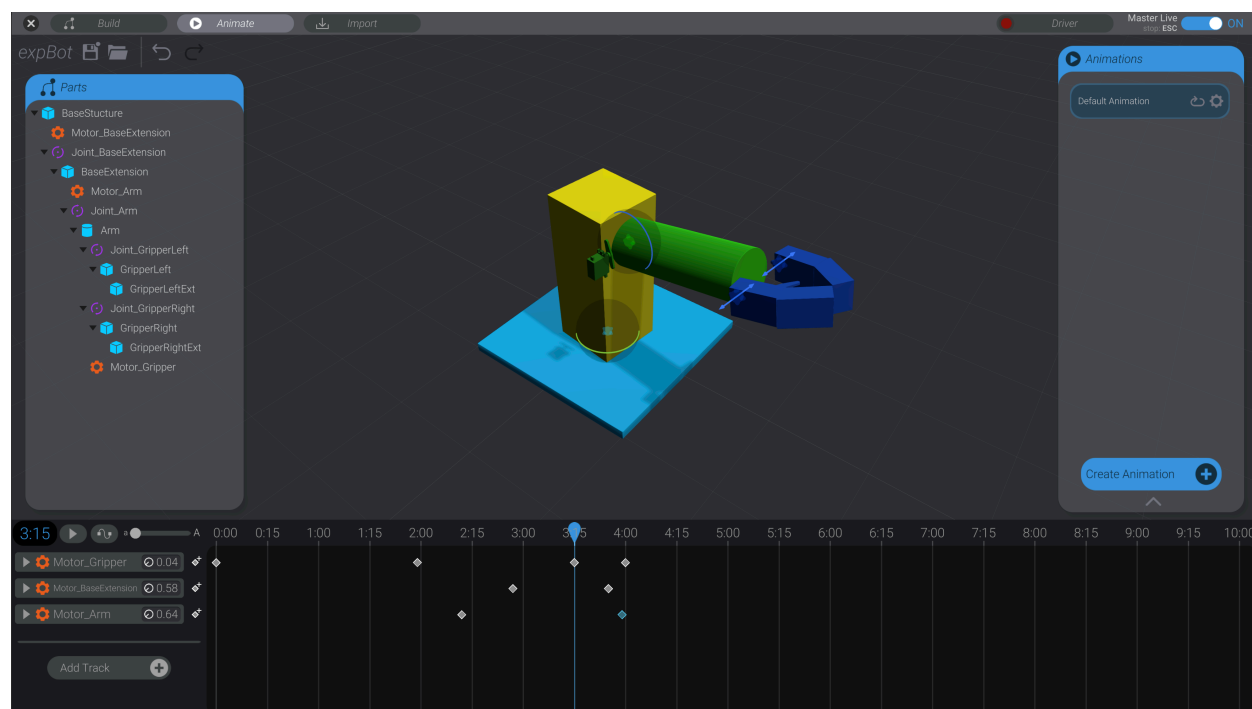 Build
Animate
Import
Driver
Master Live
stop: ESC
ON
expBot
Parts
BaseStucture
Motor_BaseExtension
Joint_BaseExtension
BaseExtension
Motor_Arm
Joint_Arm
Arm
Joint_GripperLeft
GripperLeft
GripperLeftExt
Joint_GripperRight
GripperRight
GripperRightExt
Motor_Gripper
Animations
Default Animation
Create Animation
3:15 a A 0:00 0:15 1:00 1:15 2:00 2:15 3:00 3:15 4:00 4:15 5:00 5:15 6:00 6:15 7:00 7:15 8:00 8:15 9:00 9:15 10:00
Motor_Gripper 0.04
Motor_BaseExtension 0.58
Motor_Arm 0.64
Add Track